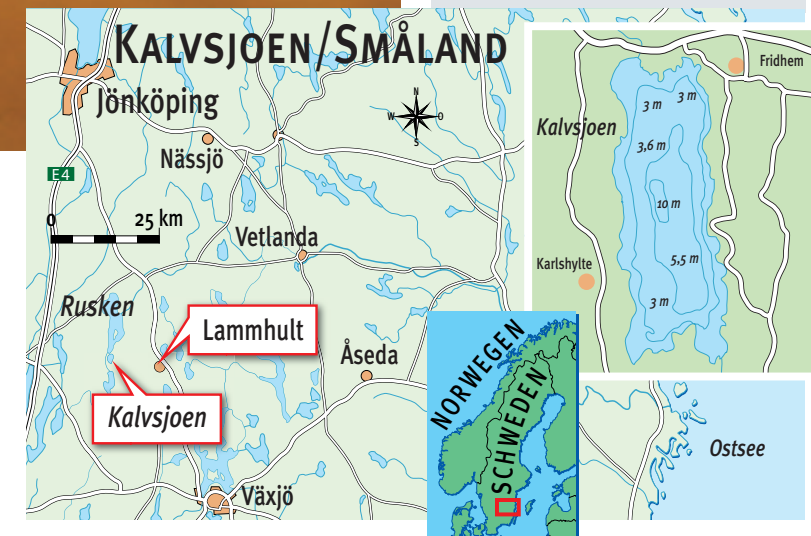 KALVSJOEN/SMÅLAND
Jönköping
Nässjö
N
W O
S
E4
0 25 km
Vetlanda
Rusken
Lammhult
Åseda
Kalvsjoen
Växjö
Fridhem
3 m 3 m
Kalvsjoen
3,6 m
10 m
5,5 m
Karlshylte
3 m
NORWEGEN
SCHWEDEN
Ostsee